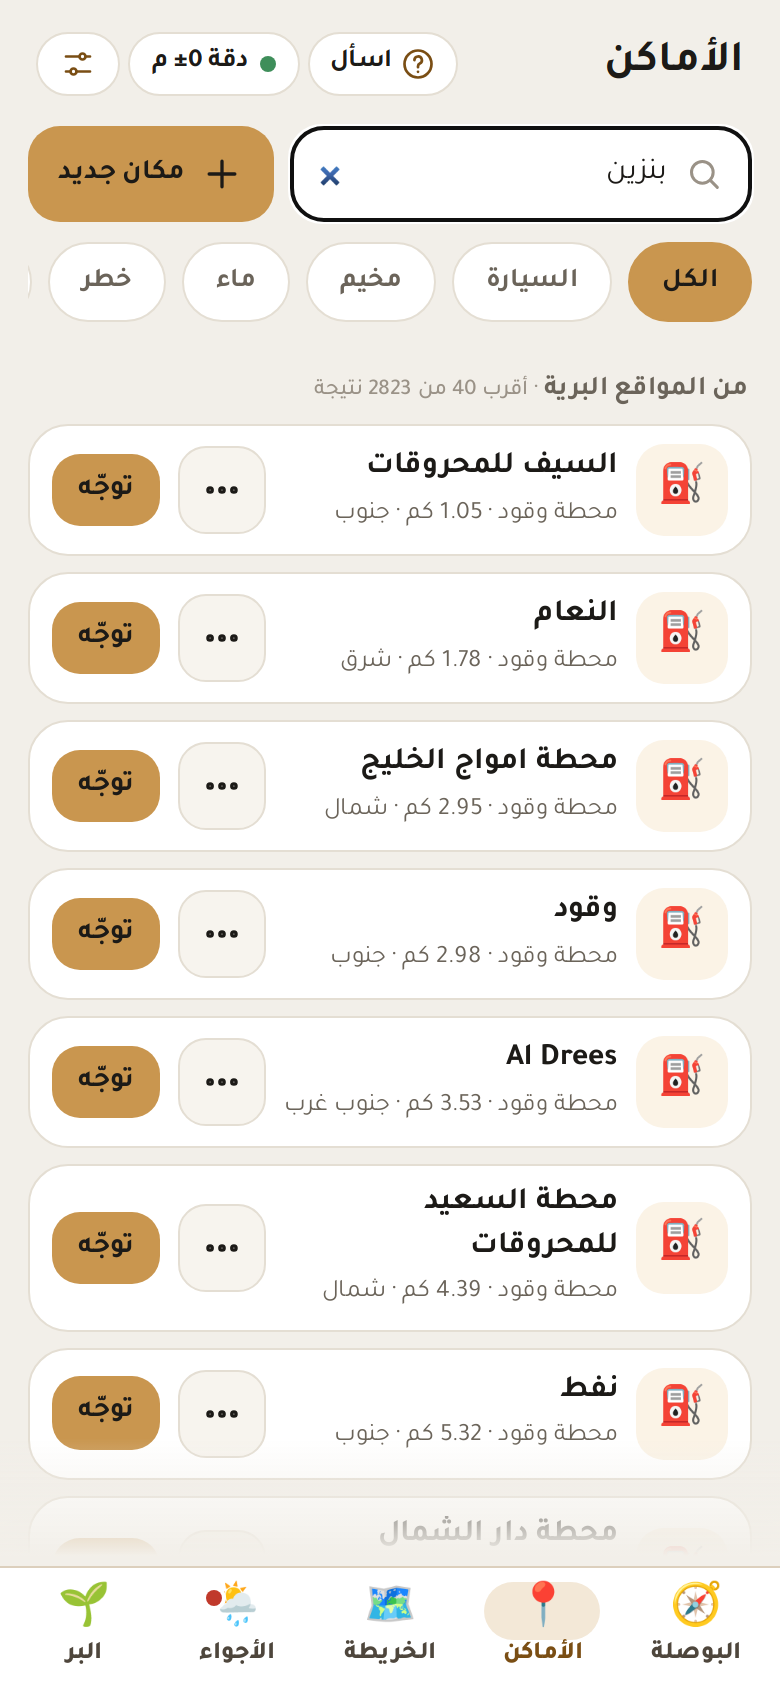 الأماكن
اسأل
دقة ±0 م
بنزين
مكان جديد
الكل
السيارة
مخيم
ماء
خطر
من المواقع البرية · أقرب 40 من 2823 نتيجة
السيف للمحروقات
محطة وقود · 1.05 كم · جنوب
توجّه
النعام
محطة وقود · 1.78 كم · شرق
توجّه
محطة امواج الخليج
محطة وقود · 2.95 كم · شمال
توجّه
وقود
محطة وقود · 2.98 كم · جنوب
توجّه
Al Drees
محطة وقود · 3.53 كم · جنوب غرب
توجّه
محطة السعيد
للمحروقات
محطة وقود · 4.39 كم · شمال
توجّه
نفط
محطة وقود · 5.32 كم · جنوب
توجّه
محطة دار الشمال
البوصلة
الأماكن
الخريطة
الأجواء
البر